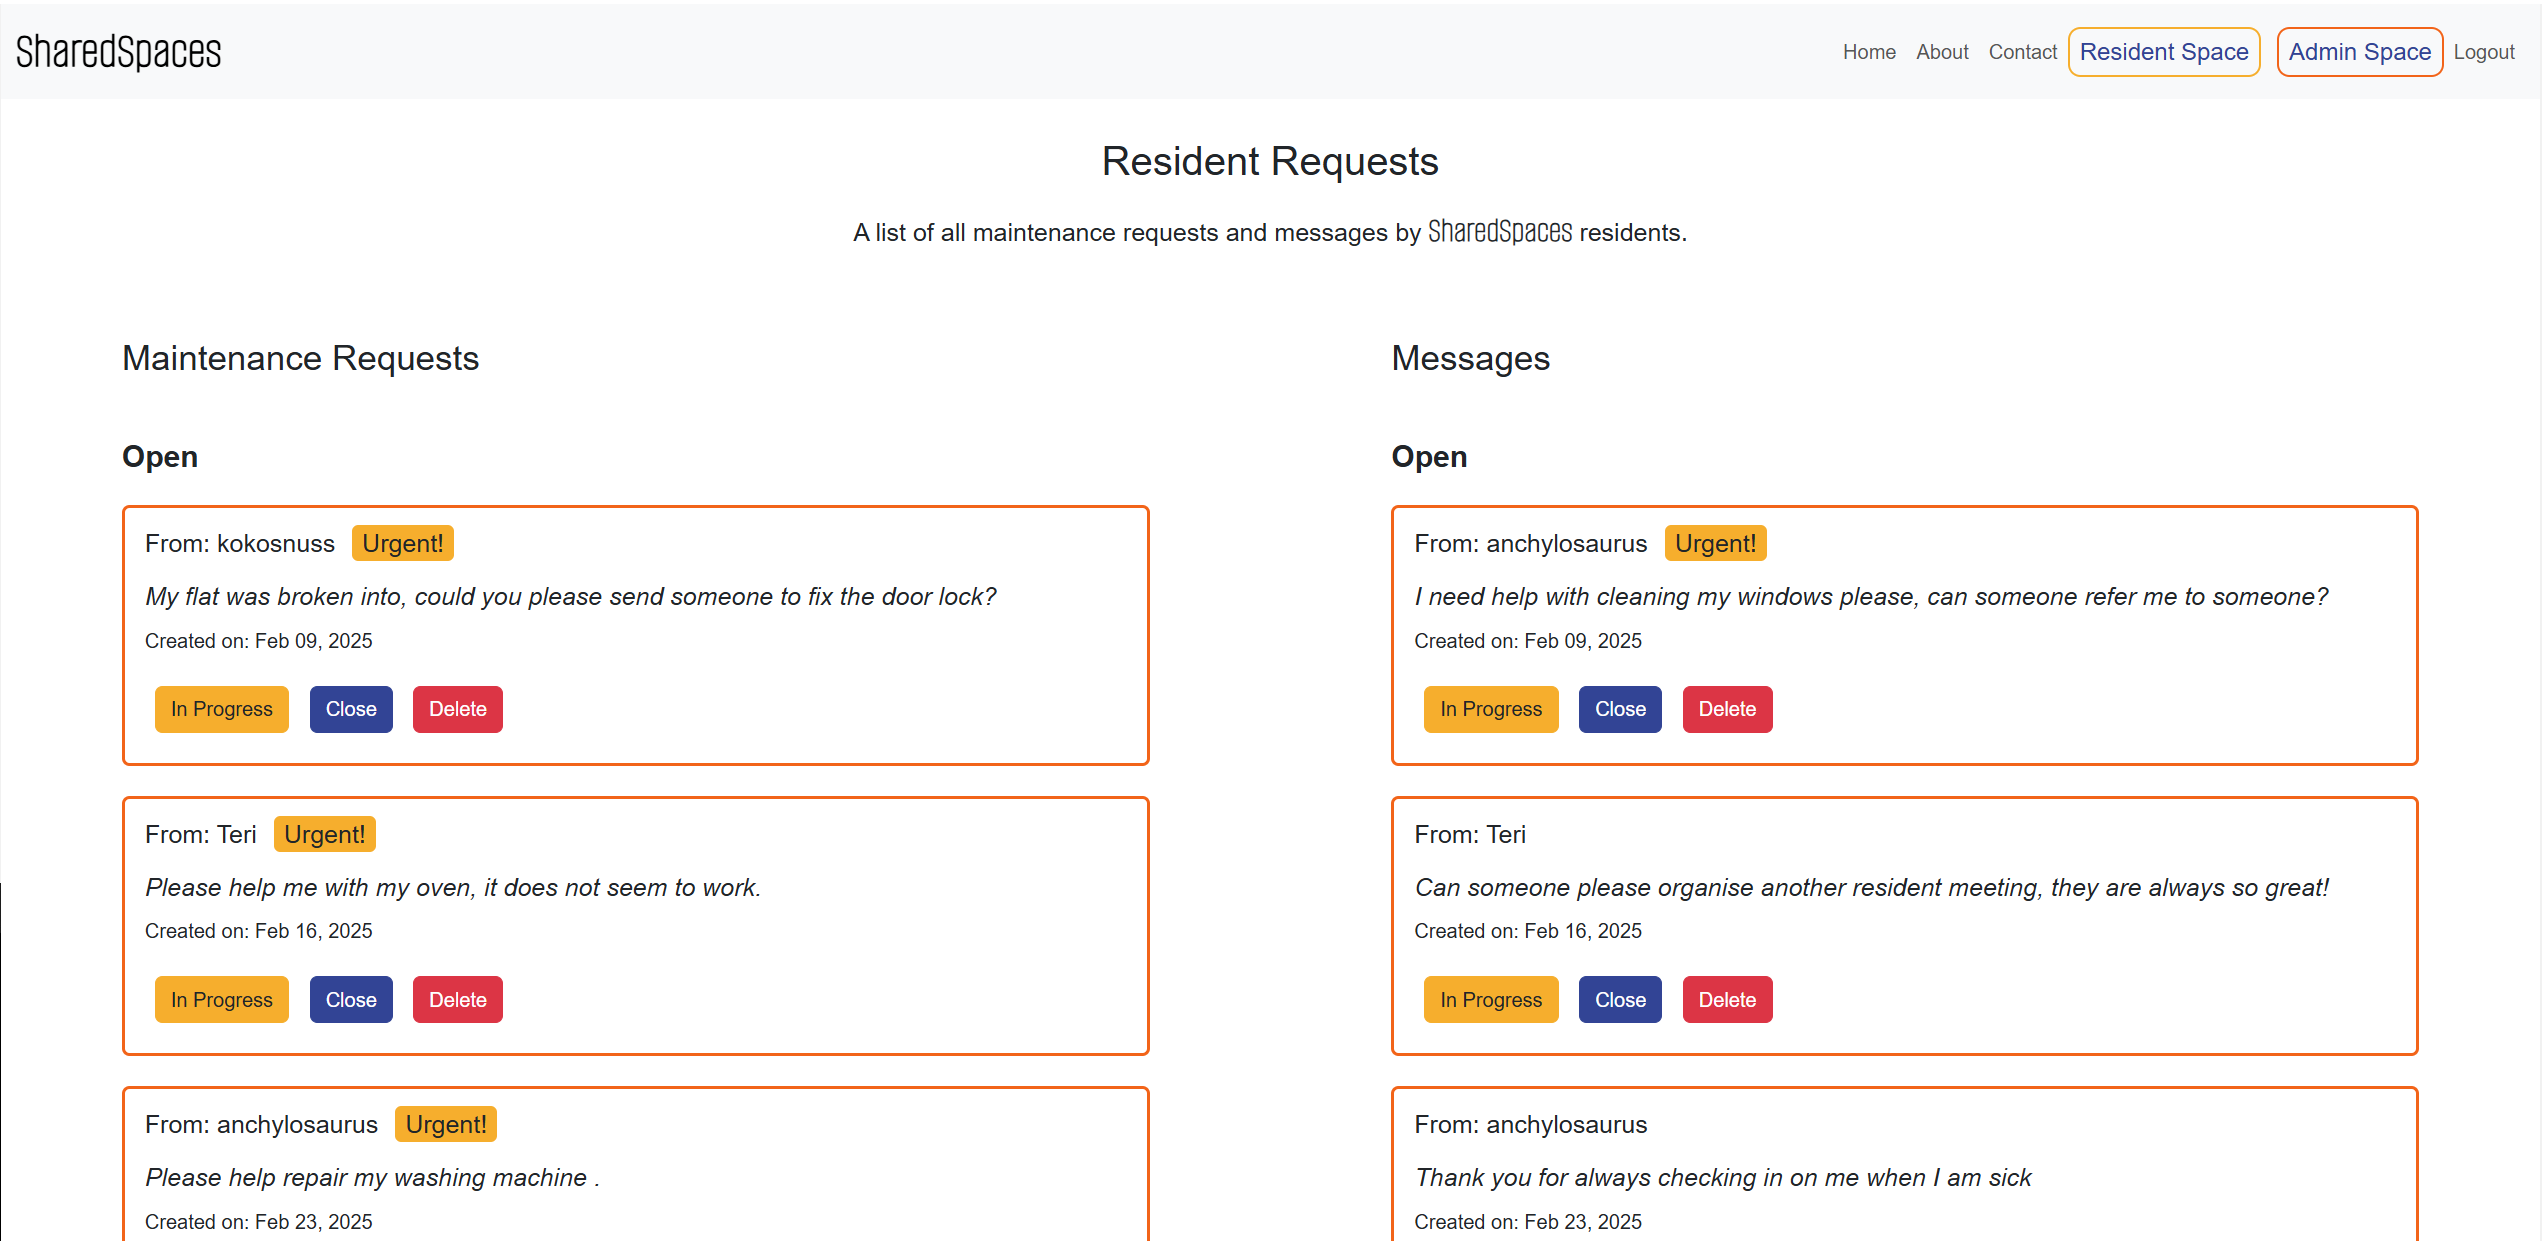 SharedSpaces
Home About Contact Resident Space Admin Space Logout
Resident Requests
A list of all maintenance requests and messages by SharedSpaces residents.
Maintenance Requests
Open
From: kokosnuss Urgent!
My flat was broken into, could you please send someone to fix the door lock?
Created on: Feb 09, 2025
In Progress Close Delete
From: Teri Urgent!
Please help me with my oven, it does not seem to work.
Created on: Feb 16, 2025
In Progress Close Delete
From: anchylosaurus Urgent!
Please help repair my washing machine .
Created on: Feb 23, 2025
Messages
Open
From: anchylosaurus Urgent!
I need help with cleaning my windows please, can someone refer me to someone?
Created on: Feb 09, 2025
In Progress Close Delete
From: Teri
Can someone please organise another resident meeting, they are always so great!
Created on: Feb 16, 2025
In Progress Close Delete
From: anchylosaurus
Thank you for always checking in on me when I am sick
Created on: Feb 23, 2025